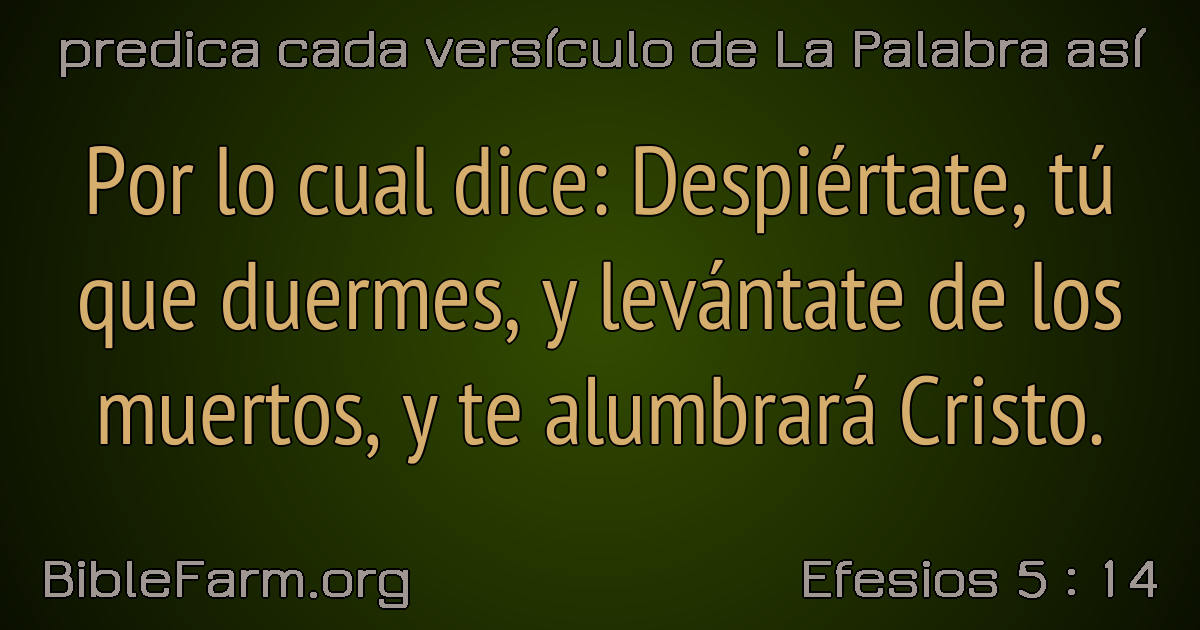 predica cada versículo de La Palabra así
Por lo cual dice: Despiértate, tú
que duermes, y levántate de los
muertos, y te alumbrará Cristo.
BibleFarm.org
Efesios 5 : 14